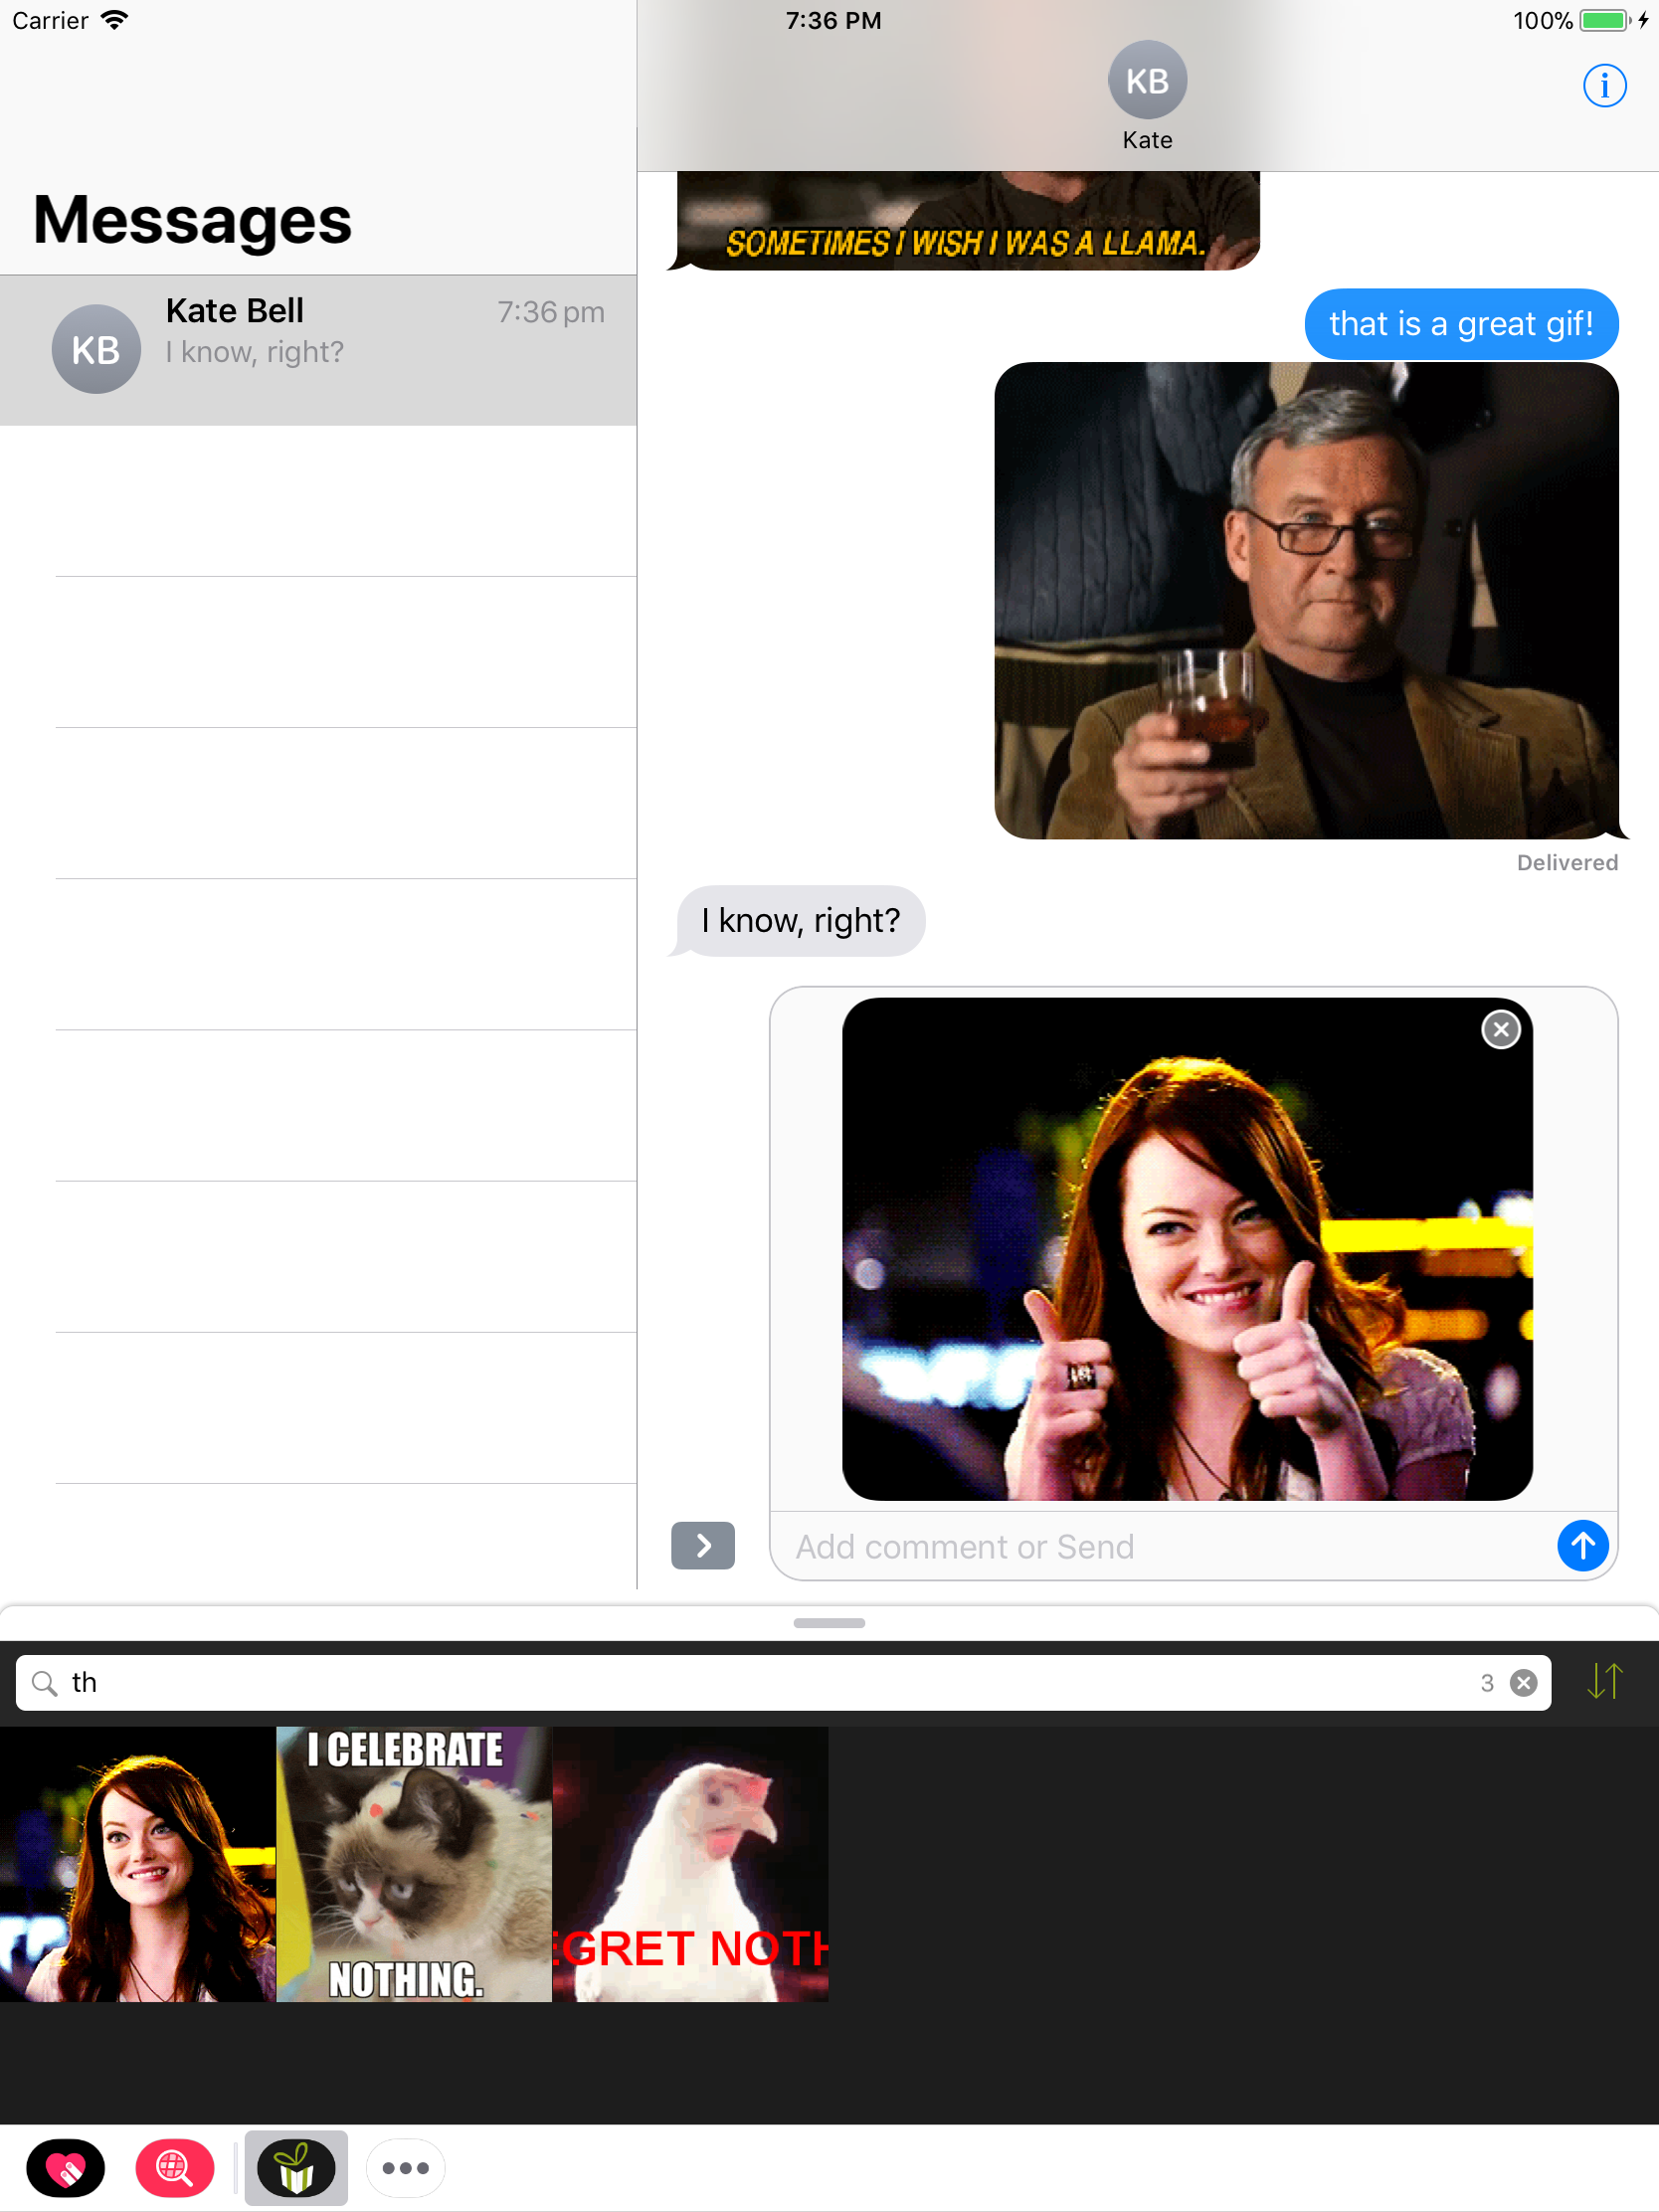 Carrier
7:36 PM
100%
KB
Kate
Messages
KB
Kate Bell
7:36 pm
I know, right?
SOMETIMES I WISH I WAS A LLAMA.
that is a great gif!
Delivered
I know, right?
Add comment or Send
th
3
I CELEBRATE
NOTHING.
EGRET NOTH